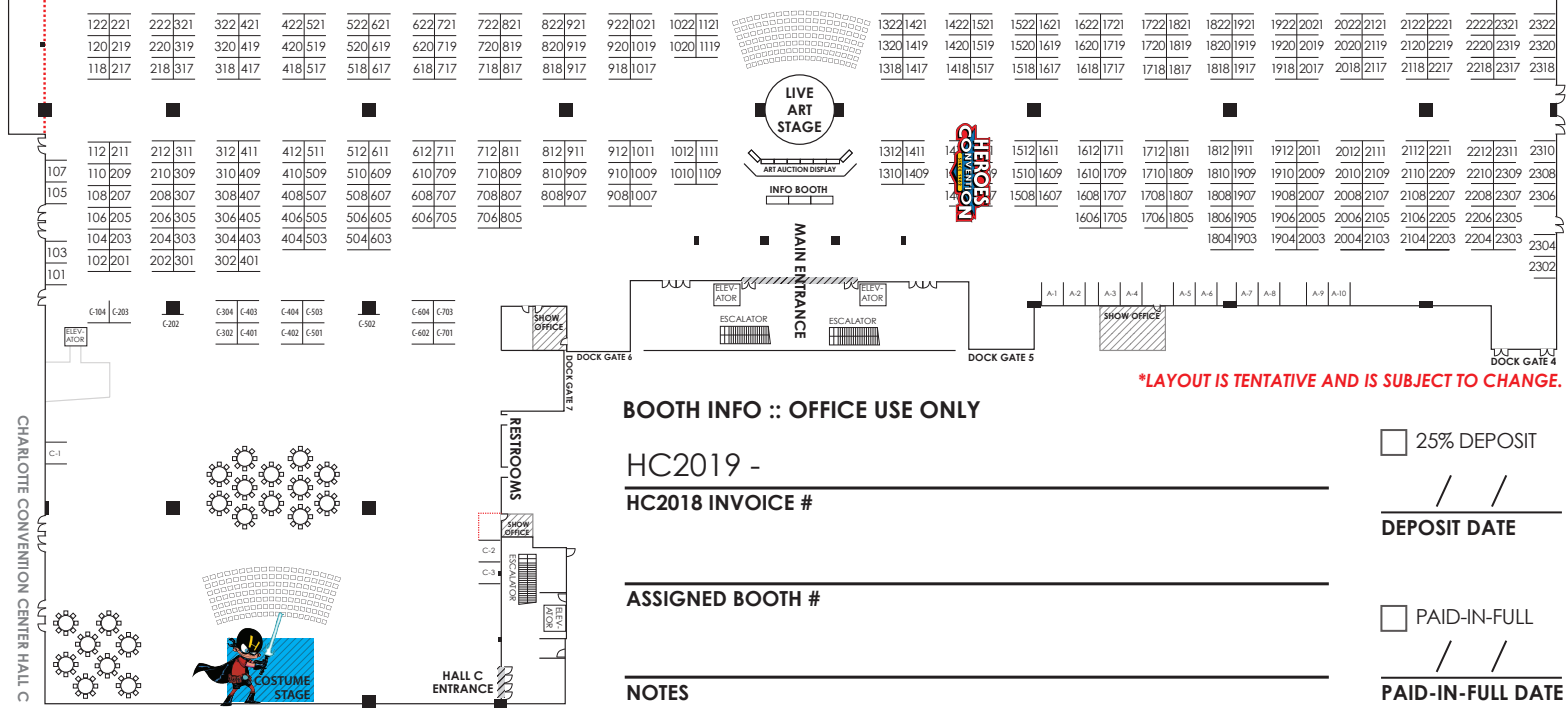 122 221 222 321 322 421 422 521 522 621 622 721 722 821 822 921 922 1021 1022 1121 1322 1421 1422 1521 1522 1621 1622 1721 1722 1821 1822 1921 1922 2021 2022 2121 2122 2221 2222 2321 2322
120 219 220 319 320 419 420 519 520 619 620 719 720 819 820 919 920 1019 1020 1119 1320 1419 1420 1519 1520 1619 1620 1719 1720 1819 1820 1919 1920 2019 2020 2119 2120 2219 2220 2319 2320
118 217 218 317 318 417 418 517 518 617 618 717 718 817 818 917 918 1017 1318 1417 1418 1517 1518 1617 1618 1717 1718 1817 1818 1917 1918 2017 2018 2117 2118 2217 2218 2317 2318
LIVE
ART
STAGE
112 211 212 311 312 411 412 511 512 611 612 711 712 811 812 911 912 1011 1012 1111 1312 1411 1512 1611 1612 1711 1712 1811 1812 1911 1912 2011 2012 2111 2112 2211 2212 2311 2310
107 110 209 210 309 310 409 410 509 510 609 610 709 710 809 810 909 910 1009 1010 1109 1310 1409 1510 1609 1610 1709 1710 1809 1810 1909 1910 2009 2010 2109 2110 2209 2210 2309 2308
105 108 207 208 307 308 407 408 507 508 607 608 707 708 807 808 907 908 1007 1508 1607 1608 1707 1708 1807 1808 1907 1908 2007 2008 2107 2108 2207 2208 2307 2306
106 205 206 305 306 405 406 505 506 605 606 705 706 805 1606 1705 1706 1805 1806 1905 1906 2005 2006 2105 2106 2205 2206 2305
104 203 204 303 304 403 404 503 504 603 1804 1903 1904 2003 2004 2103 2104 2203 2204 2303 2304
103
102 201 202 301 302 401 2302
101
ART AUCTION DISPLAY
INFO BOOTH
HEROES
CONVENTION
MAIN ENTRANCE
ELEV-
ATOR
ELEV-
ATOR
ESCALATOR
ESCALATOR
A-1 A-2 A-3 A-4 A-5 A-6 A-7 A-8 A-9 A-10
SHOW OFFICE
C-104 C-203 C-202 C-304 C-403 C-404 C-503 C-502 C-604 C-703
C-302 C-401 C-402 C-501 C-602 C-701
ELEV-
ATOR
SHOW
OFFICE
DOCK GATE 6
DOCK GATE 7
DOCK GATE 5
DOCK GATE 4
*LAYOUT IS TENTATIVE AND IS SUBJECT TO CHANGE.
CHARLOTTE CONVENTION CENTER HALL C
C-1
RESTROOMS
SHOW
OFFICE
C-2
C-3
ESCALATOR
ELEV-
ATOR
COSTUME
STAGE
HALL C
ENTRANCE
BOOTH INFO :: OFFICE USE ONLY
HC2019 -
HC2018 INVOICE #
ASSIGNED BOOTH #
NOTES
25% DEPOSIT
/ /
DEPOSIT DATE
PAID-IN-FULL
/ /
PAID-IN-FULL DATE